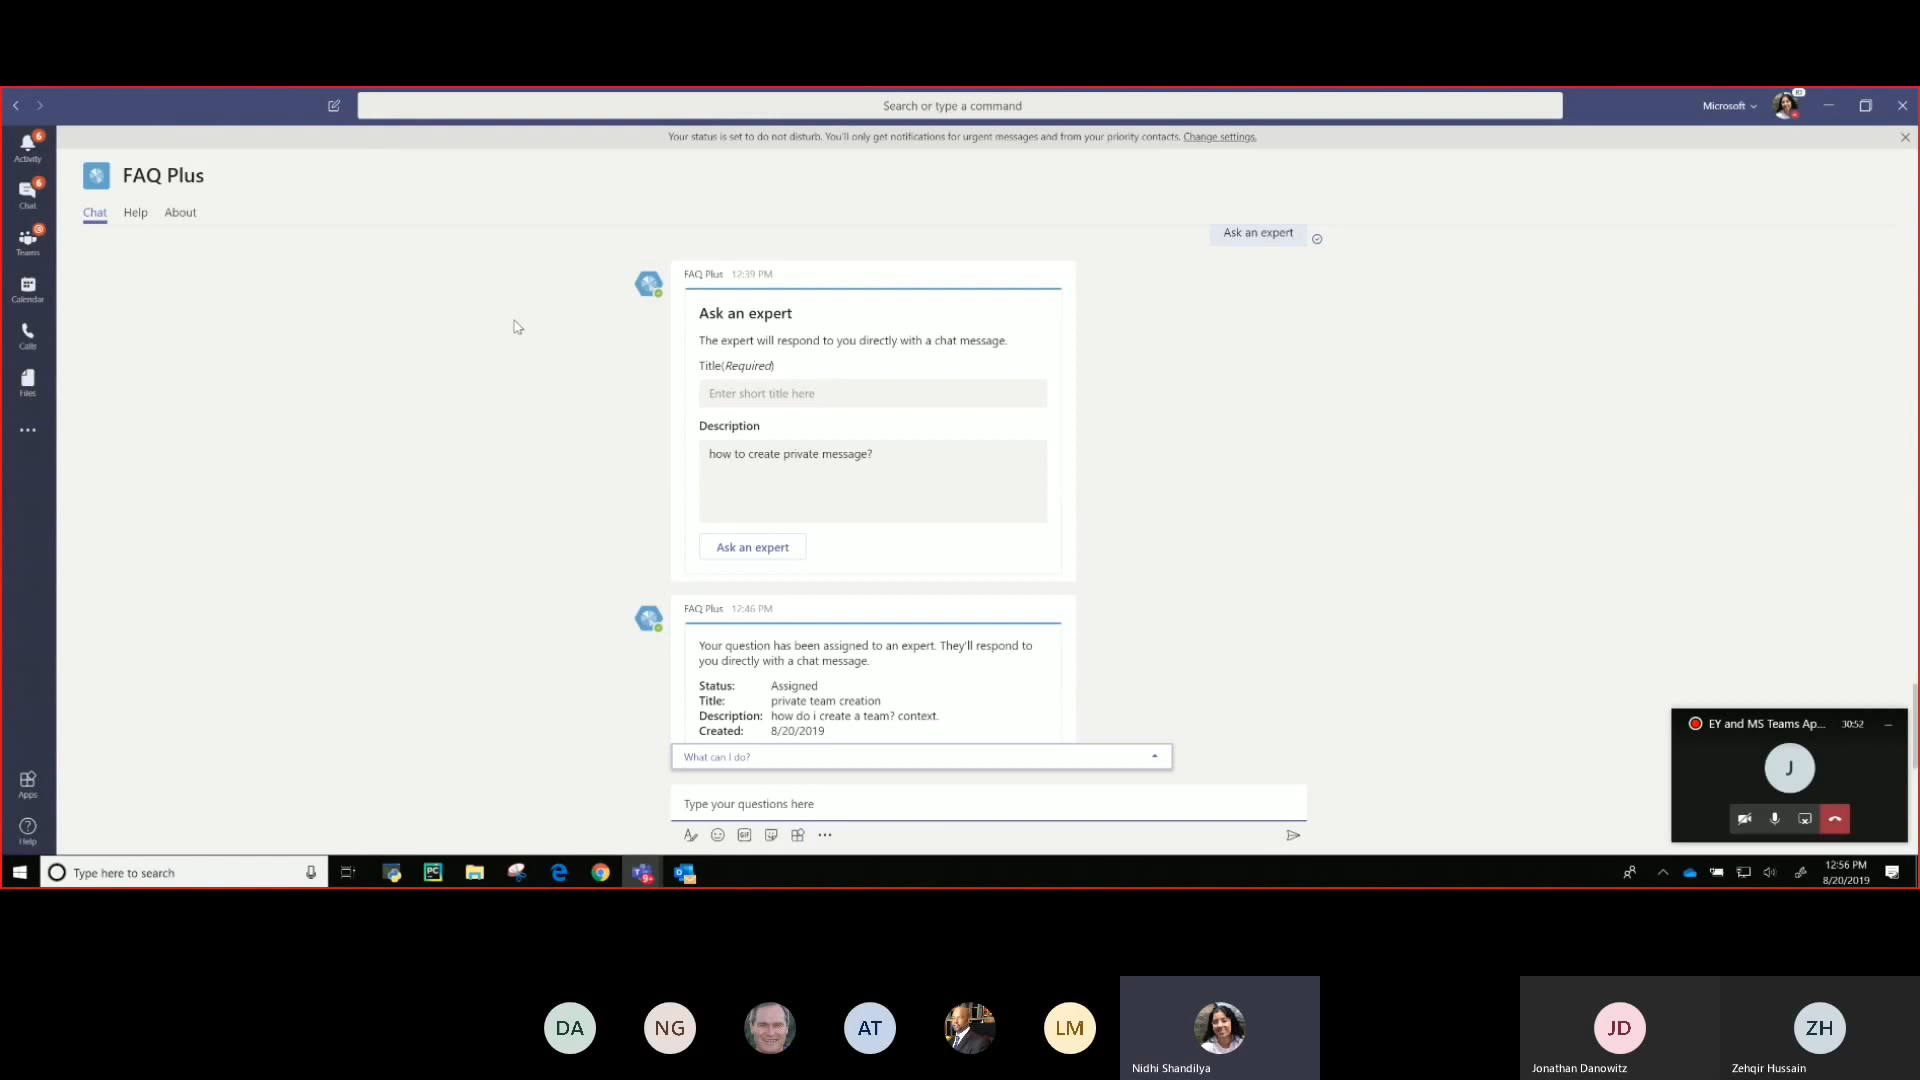 Search or type a command
Microsoft
Your status is set to do not disturb. You'll only get notifications for urgent messages and from your priority contacts. Change settings.
6
Activity
6
Chat
Teams
Calendar
Calls
Files
Apps
Help
FAQ Plus
Chat Help About
Ask an expert
FAQ Plus 12:39 PM
Ask an expert
The expert will respond to you directly with a chat message.
Title(Required)
Enter short title here
Description
how to create private message?
Ask an expert
FAQ Plus 12:46 PM
Your question has been assigned to an expert. They'll respond to
you directly with a chat message.
Status: Assigned
Title: private team creation
Description: how do i create a team? context.
Created: 8/20/2019
What can I do?
Type your questions here
GIF
EY and MS Teams Ap... 30:52
J
Type here to search
PC
9+
12:56 PM
8/20/2019
DA
NG
AT
LM
Nidhi Shandilya
JD
Jonathan Danowitz
ZH
Zehqir Hussain